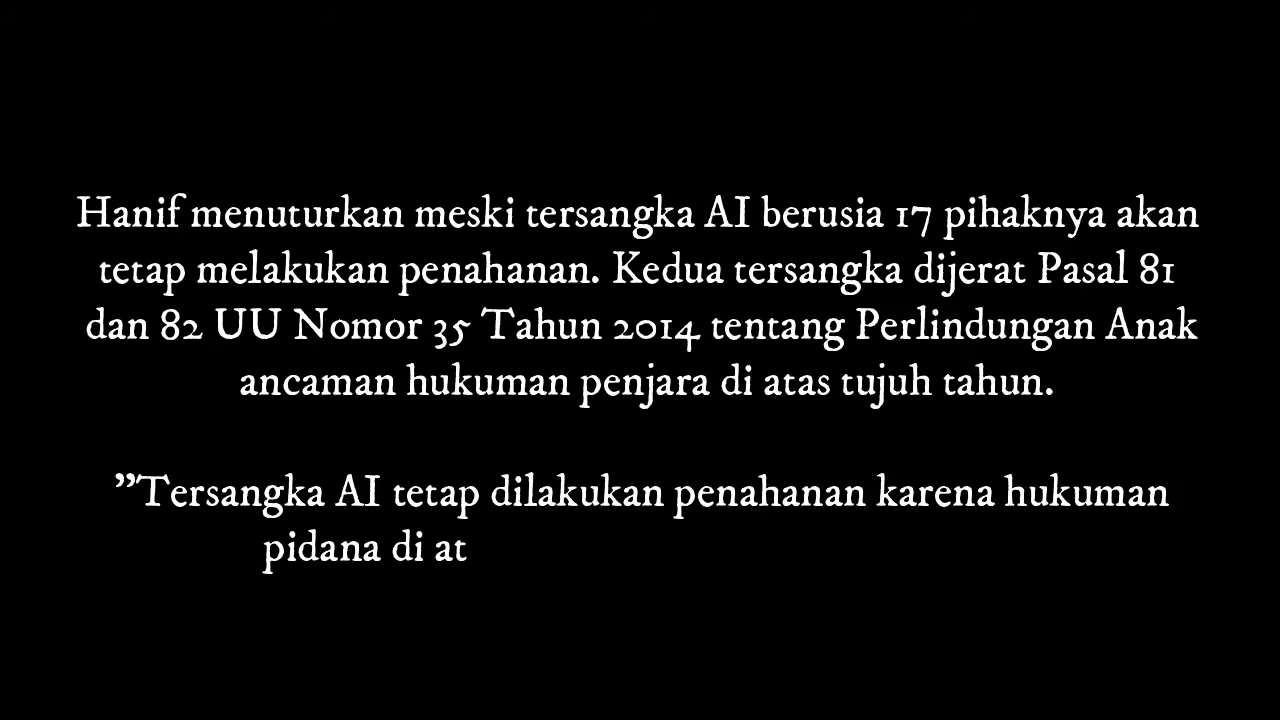 Hanif menuturkan meski tersangka AI berusia 17 pihaknya akan
tetap melakukan penahanan. Kedua tersangka dijerat Pasal 81
dan 82 UU Nomor 35 Tahun 2014 tentang Perlindungan Anak
ancaman hukuman penjara di atas tujuh tahun.
"Tersangka AI tetap dilakukan penahanan karena hukuman
pidana di at